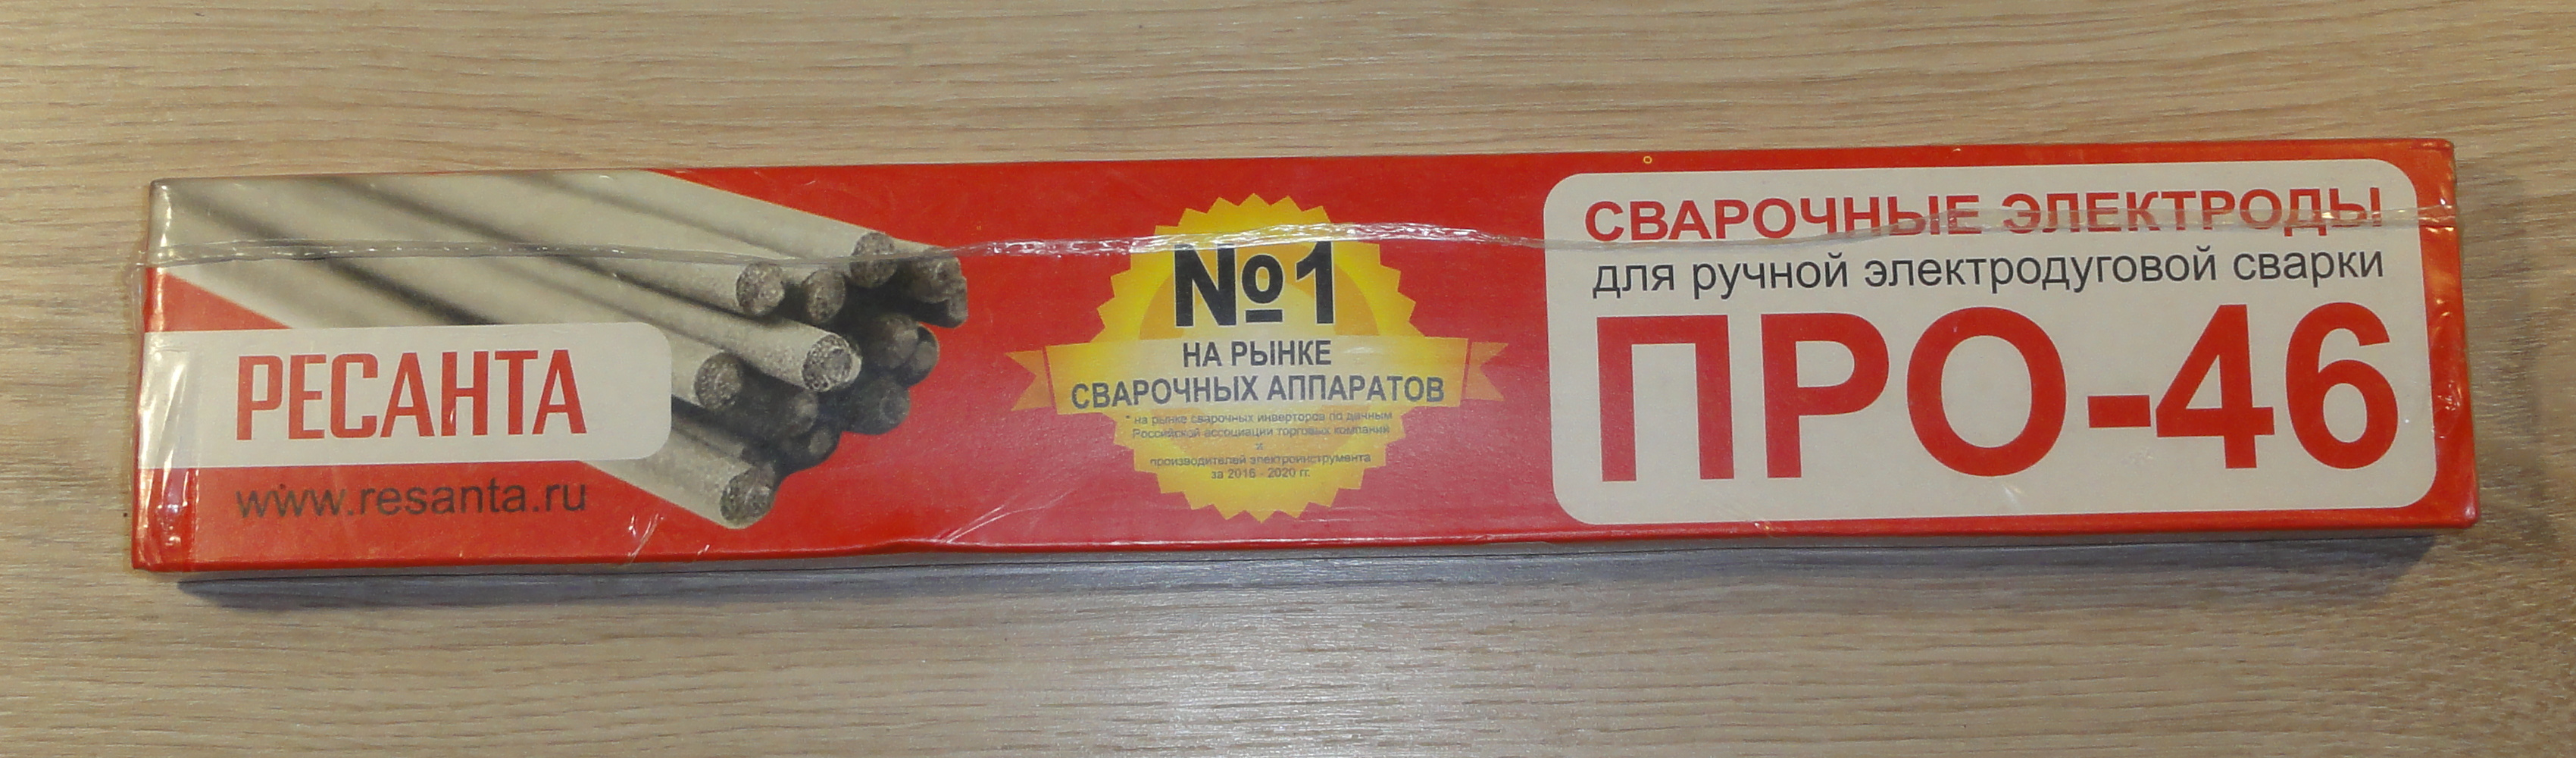 РЕСАНТА
www.resanta.ru
№1
НА РЫНКЕ
СВАРОЧНЫХ АППАРАТОВ
* на рынке сварочных инверторов по данным
Российской ассоциации торговых компаний
и
производителей электроинструмента
за 2016 - 2020 гг.
СВАРОЧНЫЕ ЭЛЕКТРОДЫ
для ручной электродуговой сварки
ПРО-46